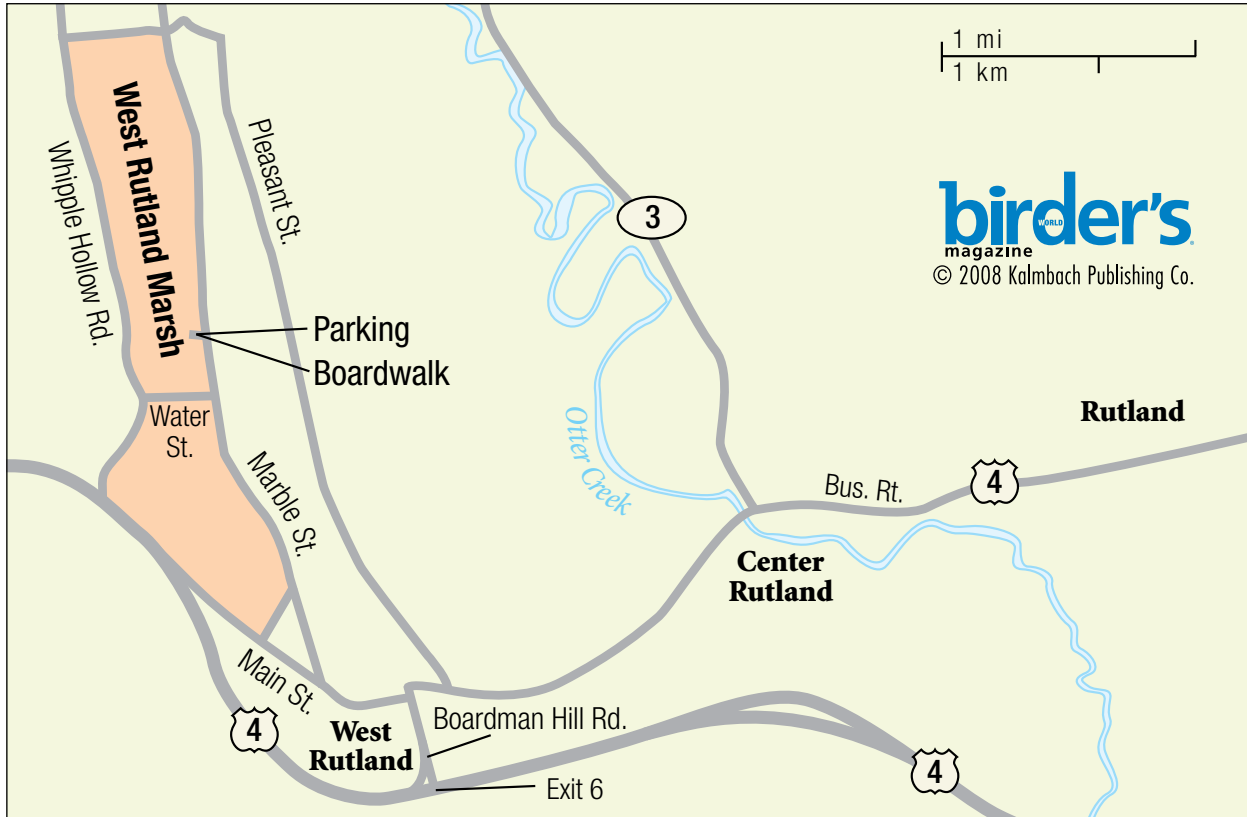 1 mi
1 km
West Rutland Marsh
Whipple Hollow Rd.
Pleasant St.
3
birder's
WORLD
magazine
© 2008 Kalmbach Publishing Co.
Parking
Boardwalk
Water
St.
Marble St.
Otter Creek
Rutland
4
Bus. Rt.
Center
Rutland
Main St.
4
West
Rutland
Boardman Hill Rd.
Exit 6
4